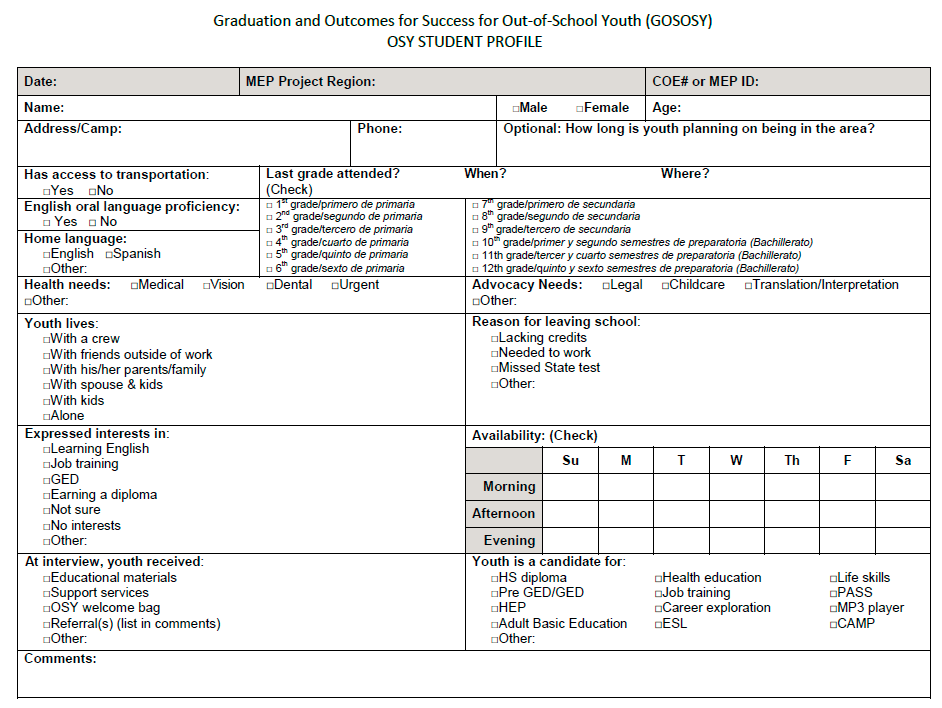 Graduation and Outcomes for Success for Out-of-School Youth (GOSOSY)
OSY STUDENT PROFILE
Date: MEP Project Region: COE# or MEP ID:
Name: □Male □Female Age:
Address/Camp: Phone: Optional: How long is youth planning on being in the area?
Has access to transportation:
□Yes □No
Last grade attended? When? Where?
(Check)
English oral language proficiency:
□ Yes □ No
Home language:
□English □Spanish
□Other:
□ 1st grade/primero de primaria
□ 2nd grade/segundo de primaria
□ 3rd grade/tercero de primaria
□ 4th grade/cuarto de primaria
□ 5th grade/quinto de primaria
□ 6th grade/sexto de primaria
□ 7th grade/primero de secundaria
□ 8th grade/segundo de secundaria
□ 9th grade/tercero de secundaria
□ 10th grade/primer y segundo semestres de preparatoria (Bachillerato)
□ 11th grade/tercer y cuarto semestres de preparatoria (Bachillerato)
□ 12th grade/quinto y sexto semestres de preparatoria (Bachillerato)
Health needs: □Medical □Vision □Dental □Urgent
□Other:
Advocacy Needs: □Legal □Childcare □Translation/Interpretation
□Other:
Youth lives:
□With a crew
□With friends outside of work
□With his/her parents/family
□With spouse & kids
□With kids
□Alone
Reason for leaving school:
□Lacking credits
□Needed to work
□Missed State test
□Other:
Expressed interests in:
□Learning English
□Job training
□GED
□Earning a diploma
□Not sure
□No interests
□Other:
Availability: (Check)
Su M T W Th F Sa
Morning
Afternoon
Evening
At interview, youth received:
□Educational materials
□Support services
□OSY welcome bag
□Referral(s) (list in comments)
□Other:
Youth is a candidate for:
□HS diploma □Health education □Life skills
□Pre GED/GED □Job training □PASS
□HEP □Career exploration □MP3 player
□Adult Basic Education □ESL □CAMP
□Other:
Comments: